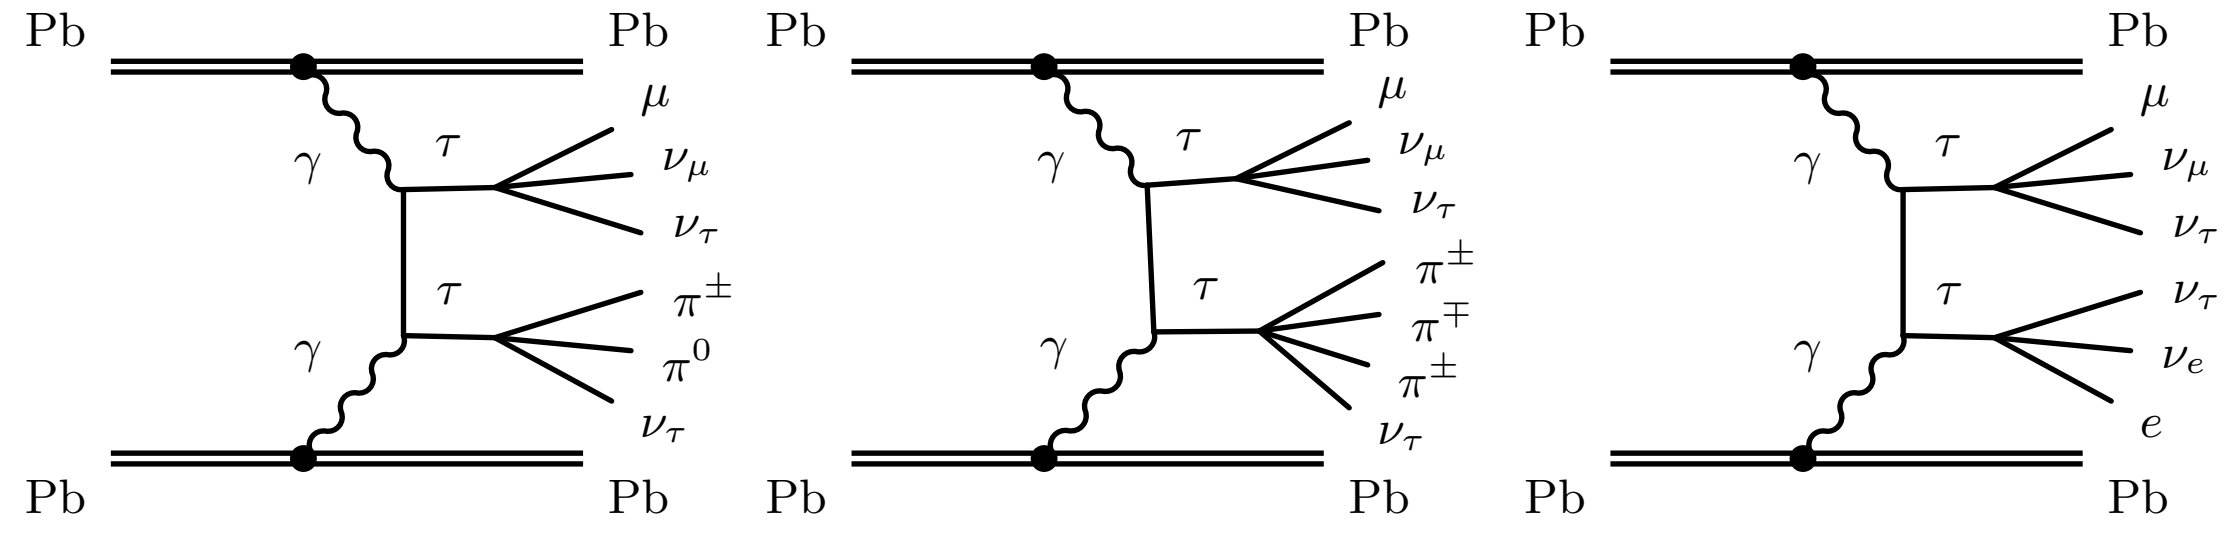 Pb Pb
μ
γ τ ν_μ
ν_τ
τ π^±
γ π^0
ν_τ
Pb Pb
Pb Pb
μ
γ τ ν_μ
ν_τ
π^±
τ π^∓
γ π^±
ν_τ
Pb Pb
Pb Pb
μ
γ τ ν_μ
ν_τ
τ ν_τ
γ ν_e
e
Pb Pb